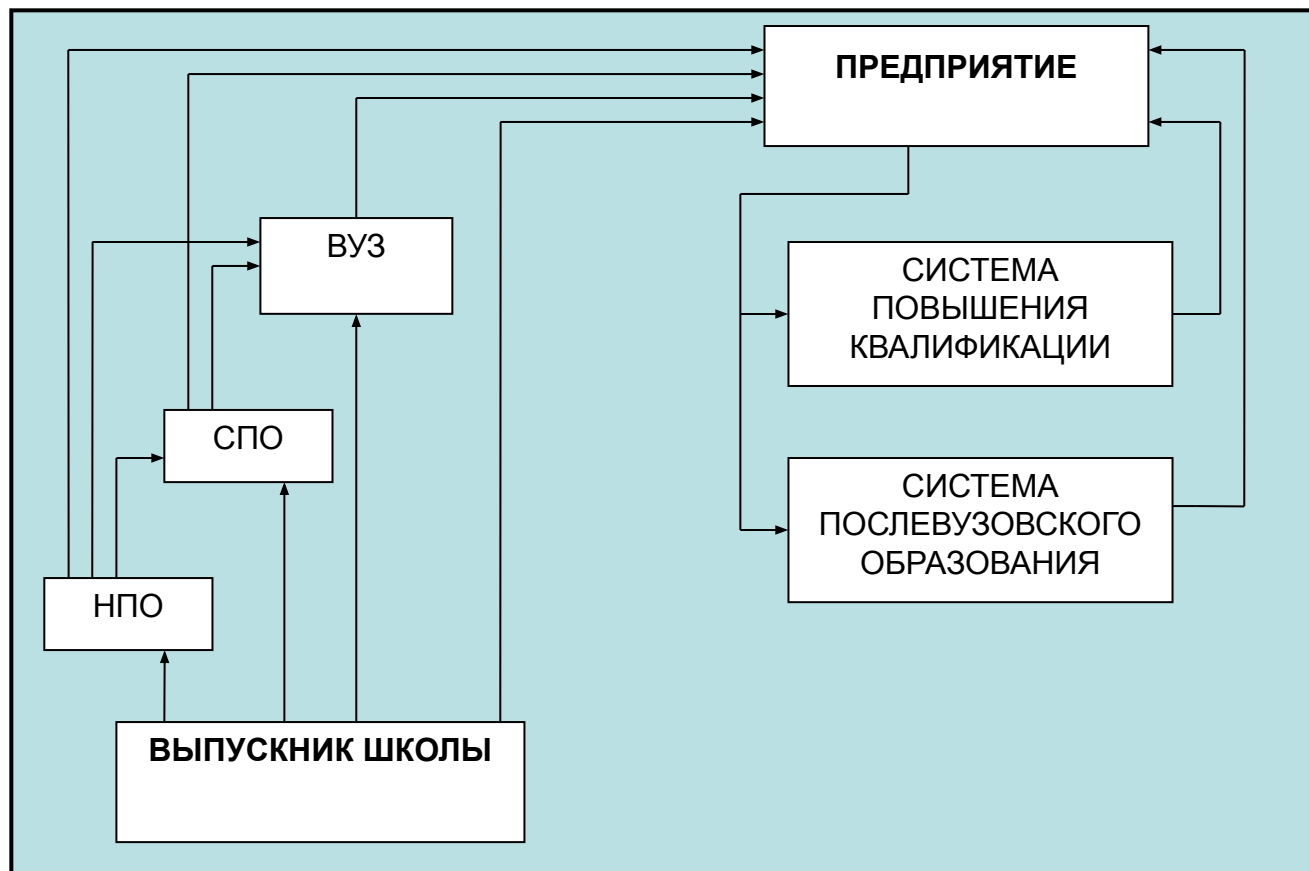 ПРЕДПРИЯТИЕ
ВУЗ
СИСТЕМА
ПОВЫШЕНИЯ
КВАЛИФИКАЦИИ
СПО
СИСТЕМА
ПОСЛЕВУЗОВСКОГО
ОБРАЗОВАНИЯ
НПО
ВЫПУСКНИК ШКОЛЫ